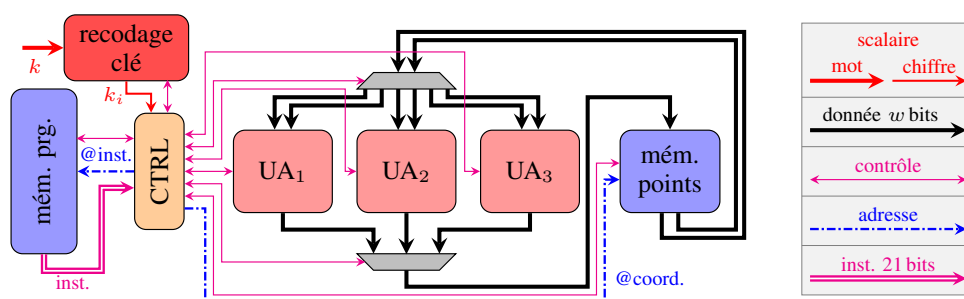 recodage
clé
k
k_i
mém. prg.
@inst.
inst.
CTRL
UA₁
UA₂
UA₃
mém.
points
@coord.
scalaire
mot chiffre
donnée w bits
contrôle
adresse
inst. 21 bits